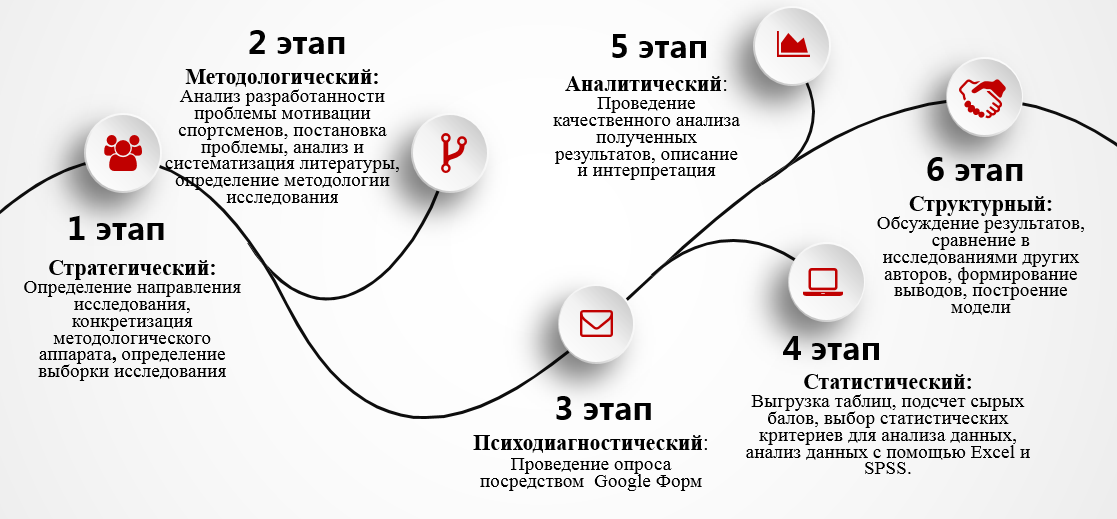 1 этап
Стратегический:
Определение направления
исследования,
конкретизация
методологического
аппарата, определение
выборки исследования
2 этап
Методологический:
Анализ разработанности
проблемы мотивации
спортсменов, постановка
проблемы, анализ и
систематизация литературы,
определение методологии
исследования
3 этап
Психодиагностический:
Проведение опроса
посредством Google Форм
4 этап
Статистический:
Выгрузка таблиц, подсчет сырых
балов, выбор статистических
критериев для анализа данных,
анализ данных с помощью Excel и
SPSS.
5 этап
Аналитический:
Проведение
качественного анализа
полученных
результатов, описание
и интерпретация
6 этап
Структурный:
Обсуждение результатов,
сравнение в
исследованиями других
авторов, формирование
выводов, построение
модели